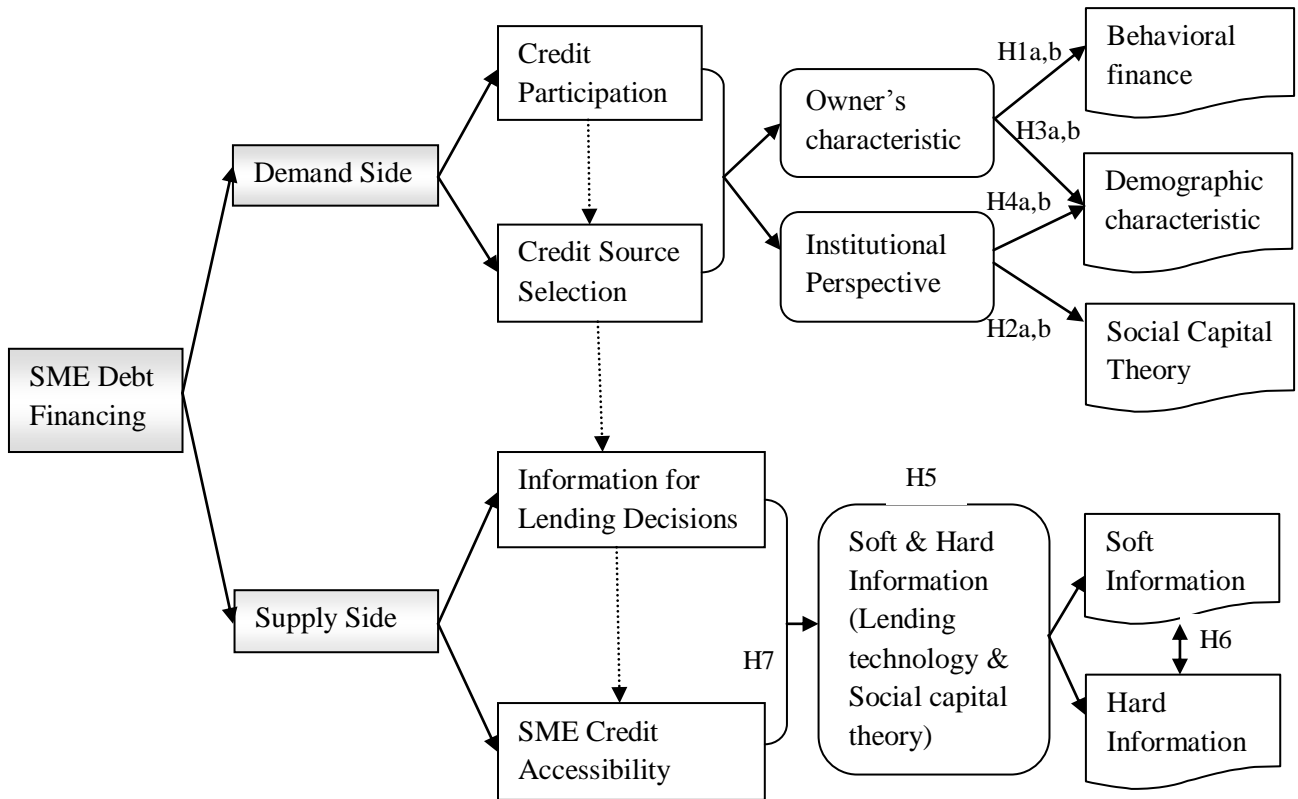 Credit
Participation
H1a,b
Behavioral
finance
Owner's
characteristic
H3a,b
Demand Side
Demographic
characteristic
H4a,b
Credit Source
Selection
Institutional
Perspective
H2a,b
Social Capital
Theory
SME Debt
Financing
Information for
Lending Decisions
H5
Soft & Hard
Information
(Lending
technology &
Social capital
theory)
Soft
Information
Supply Side
H7
H6
SME Credit
Accessibility
Hard
Information